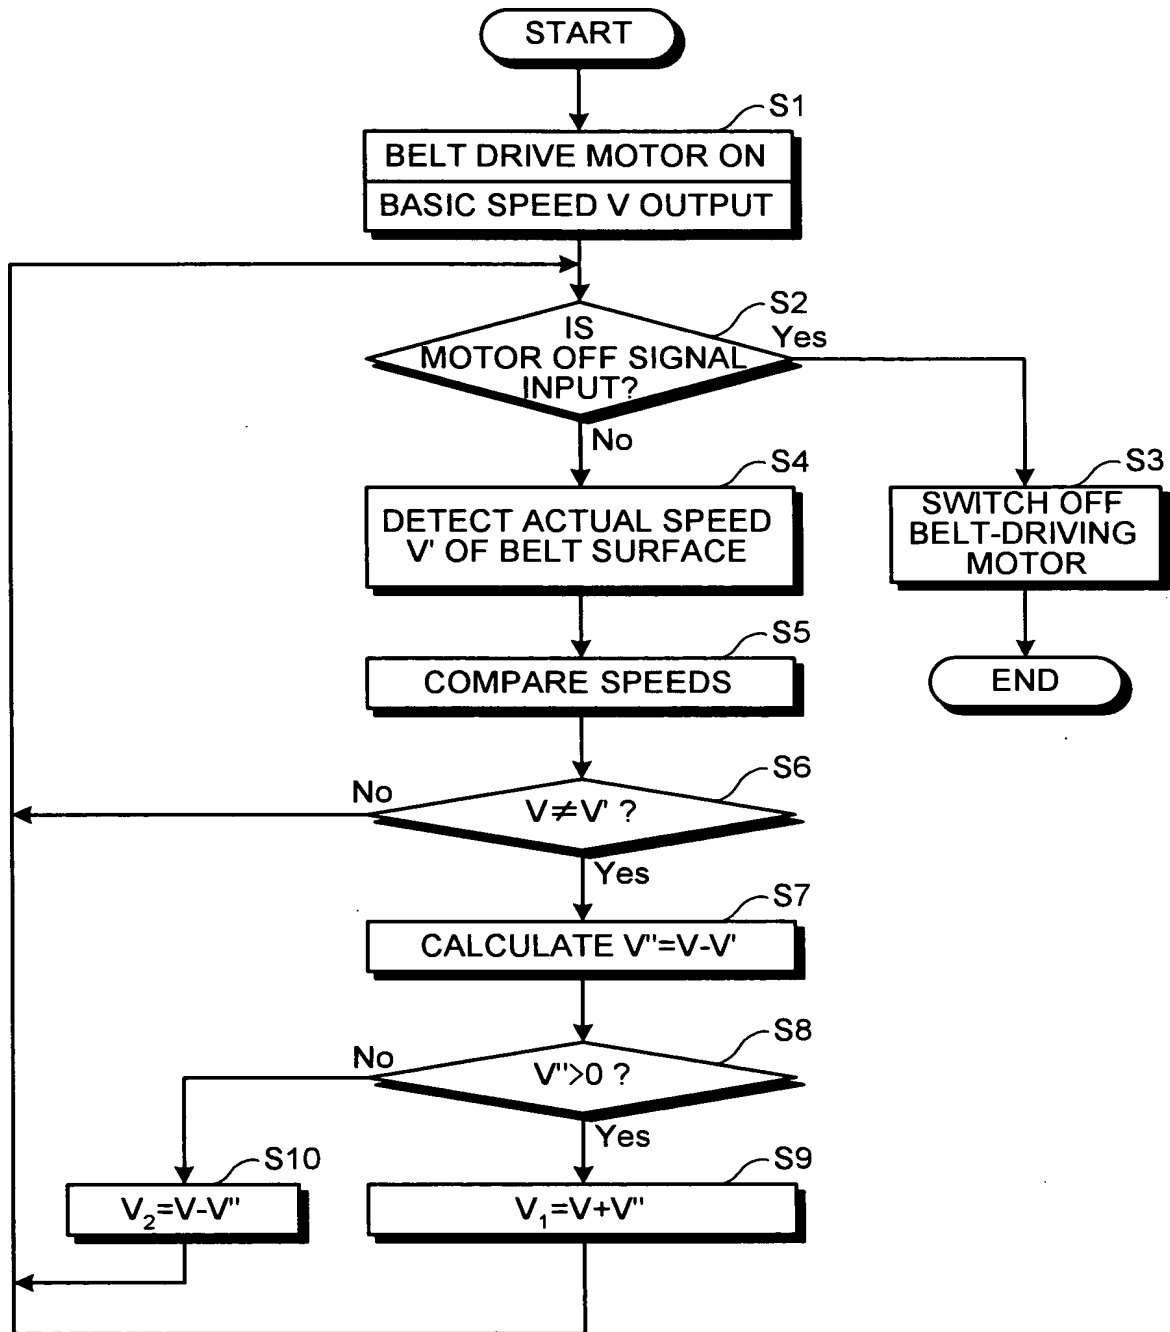 START
S1
BELT DRIVE MOTOR ON
BASIC SPEED V OUTPUT
S2
IS
MOTOR OFF SIGNAL
INPUT?
Yes
No
S4
DETECT ACTUAL SPEED
V' OF BELT SURFACE
S3
SWITCH OFF
BELT-DRIVING
MOTOR
END
S5
COMPARE SPEEDS
S6
V≠V' ?
No
Yes
S7
CALCULATE V"=V-V'
S8
V">0 ?
No
Yes
S10
V₂=V-V"
S9
V₁=V+V"